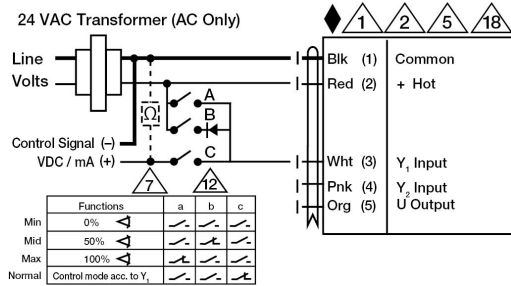 24 VAC Transformer (AC Only)
1 2 5 18
Line
Volts
Blk (1) Common
Red (2) + Hot
A
Ω
B
Control Signal (–)
VDC / mA (+)
C
Wht (3) Y1 Input
Pnk (4) Y2 Input
Org (5) U Output
7 12
Functions a b c
Min 0%
Mid 50%
Max 100%
Normal Control mode acc. to Y1